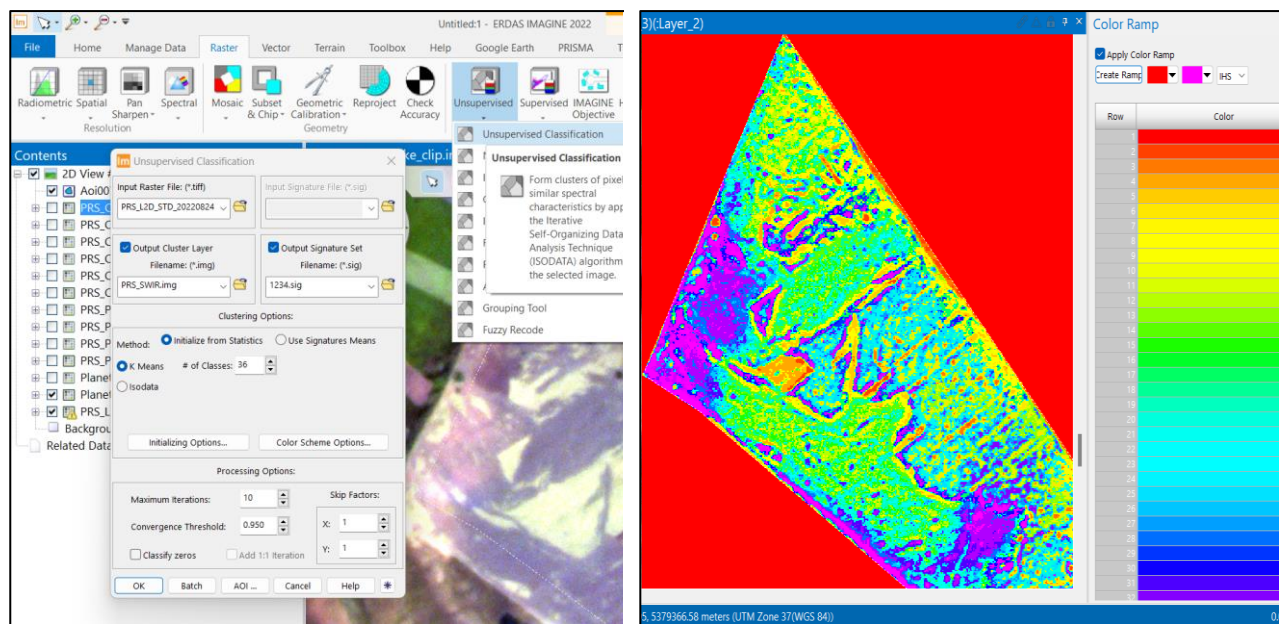 Untitled:1 - ERDAS IMAGINE 2022
File Home Manage Data Raster Vector Terrain Toolbox Help Google Earth PRISMA
Radiometric Spatial Pan Sharpen Spectral Mosaic Subset & Chip Geometric Calibration Reproject Check Accuracy Unsupervised Supervised IMAGINE Objective
Resolution Geometry
Contents
2D View #
Aoi00
PRS_C
PRS_C
PRS_C
PRS_C
PRS_C
PRS_C
PRS_P
PRS_P
PRS_P
Planet
Planet
PRS_L
Backgrou
Related Data
ke_clip.in
Unsupervised Classification
Input Raster File: (*.tiff) Input Signature File: (*.sig)
PRS_L2D_STD_20220824
Output Cluster Layer Output Signature Set
Filename: (*.img) Filename: (*.sig)
PRS_SWIR.img 1234.sig
Clustering Options:
Method: Initialize from Statistics Use Signatures Means
K Means # of Classes: 36
Isodata
Initializing Options... Color Scheme Options...
Processing Options:
Maximum Iterations: 10 Skip Factors:
Convergence Threshold: 0.950 X: 1
Classify zeros Add 1:1 Iteration Y: 1
OK Batch AOI ... Cancel Help
Unsupervised Classification
Unsupervised Classification
Form clusters of pixel
similar spectral
characteristics by app
the Iterative
Self-Organizing Data
Analysis Technique
(ISODATA) algorithm
the selected image.
Grouping Tool
Fuzzy Recode
3)(:Layer_2)
5, 5379366.58 meters (UTM Zone 37(WGS 84)) 0.
Color Ramp
Apply Color Ramp
Create Ramp IHS
Row Color
1
2
3
4
5
6
7
8
9
10
11
12
13
14
15
16
17
18
19
20
21
22
23
24
25
26
27
28
29
30
31
32